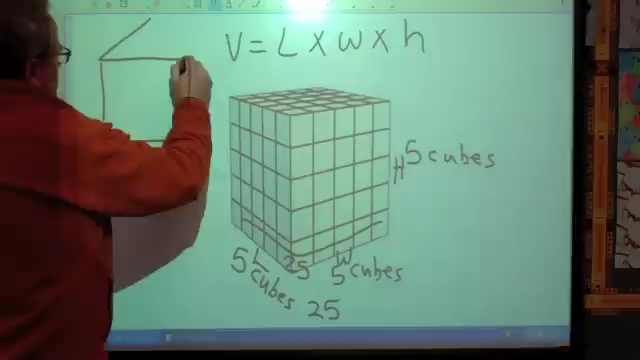 V = L x w x h
H 5 cubes
5 L cubes
25
W 5 cubes
25